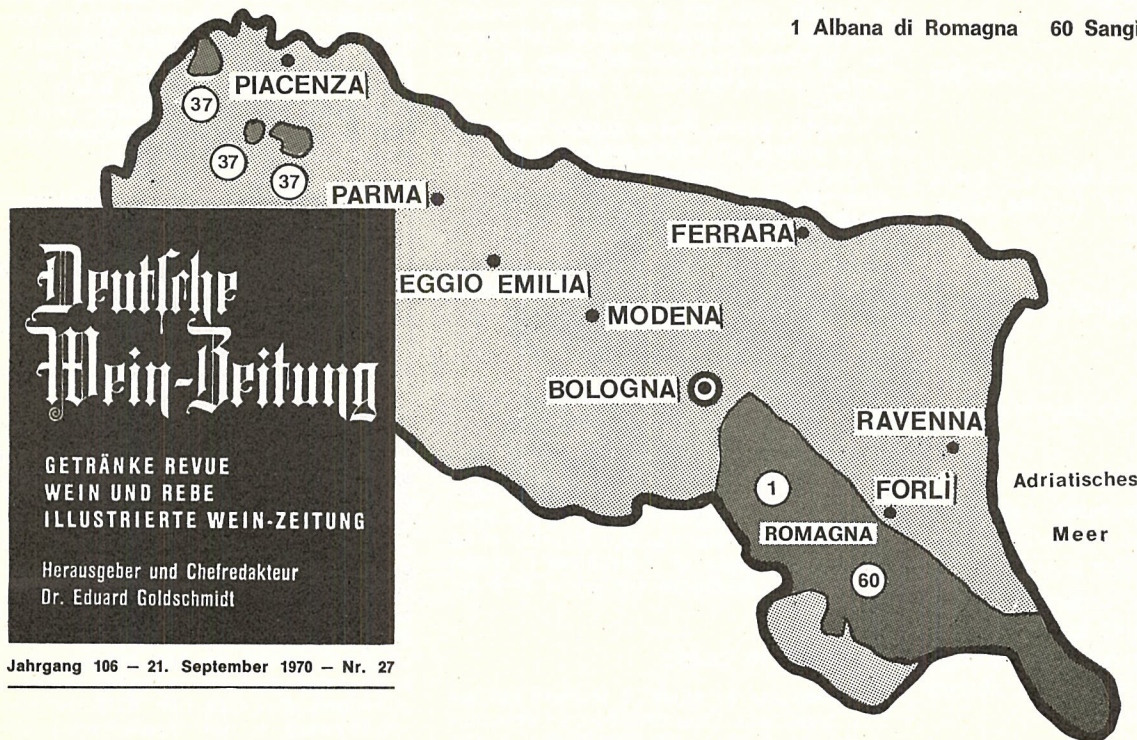 1 Albana di Romagna 60 Sangi
PIACENZA
37
37
37
PARMA
FERRARA
EGGIO EMILIA
MODENA
BOLOGNA
RAVENNA
1
FORLÌ
Adriatisches
ROMAGNA
Meer
60
Deutsche
Wein-Zeitung
GETRÄNKE REVUE
WEIN UND REBE
ILLUSTRIERTE WEIN-ZEITUNG
Herausgeber und Chefredakteur
Dr. Eduard Goldschmidt
Jahrgang 106 — 21. September 1970 — Nr. 27